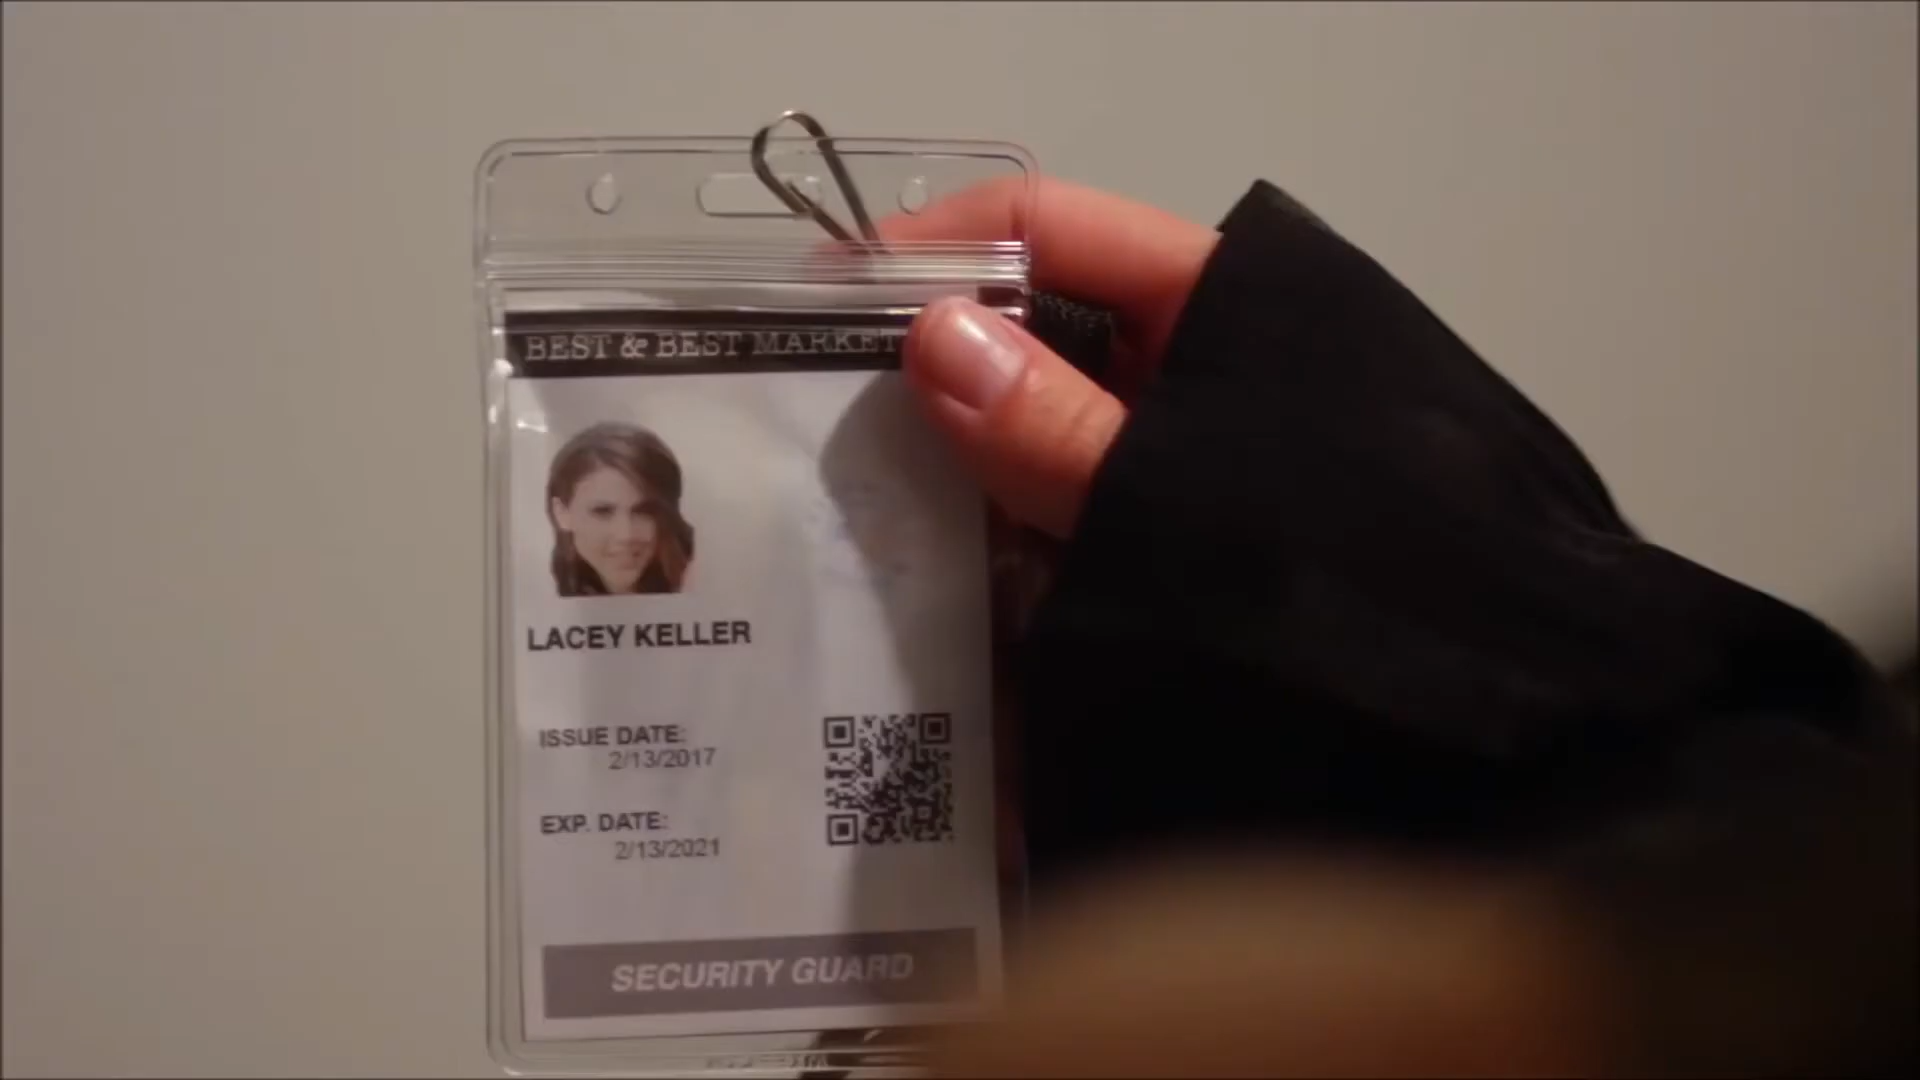 BEST & BEST MARKET
LACEY KELLER
ISSUE DATE:
2/13/2017
EXP. DATE:
2/13/2021
SECURITY GUARD